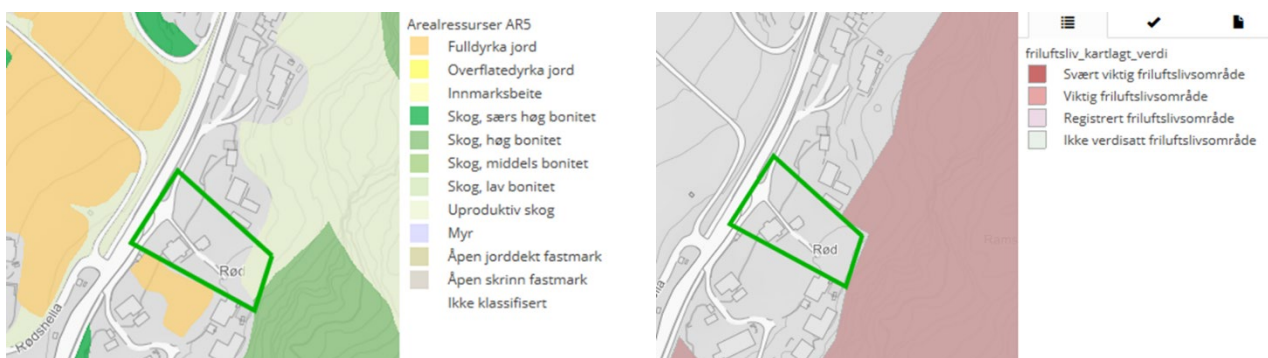 Arealressurser AR5
Fulldyrka jord
Overflatedyrka jord
Innmarksbeite
Skog, særs høg bonitet
Skog, høg bonitet
Skog, middels bonitet
Skog, lav bonitet
Uproduktiv skog
Myr
Åpen jorddekt fastmark
Åpen skrinn fastmark
Ikke klassifisert
Rød
Rødshella
friluftsliv_kartlagt_verdi
Svært viktig friluftslivsområde
Viktig friluftslivsområde
Registrert friluftslivsområde
Ikke verdisatt friluftslivsområde
Rød